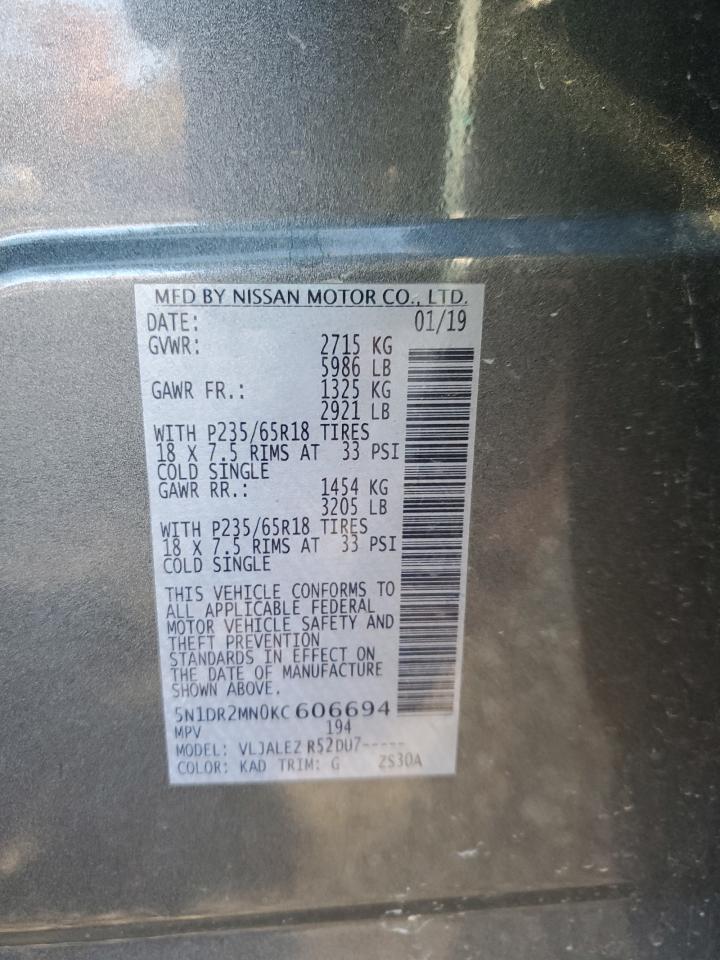 MFD BY NISSAN MOTOR CO., LTD.
DATE: 01/19
GVWR: 2715 KG
5986 LB
GAWR FR.: 1325 KG
2921 LB
WITH P235/65R18 TIRES
18 X 7.5 RIMS AT 33 PSI
COLD SINGLE
GAWR RR.: 1454 KG
3205 LB
WITH P235/65R18 TIRES
18 X 7.5 RIMS AT 33 PSI
COLD SINGLE
THIS VEHICLE CONFORMS TO
ALL APPLICABLE FEDERAL
MOTOR VEHICLE SAFETY AND
THEFT PREVENTION
STANDARDS IN EFFECT ON
THE DATE OF MANUFACTURE
SHOWN ABOVE.
5N1DR2MN0KC606694
MPV 194
MODEL: VLJALEZ R52DU7-----
COLOR: KAD TRIM: G ZS30A